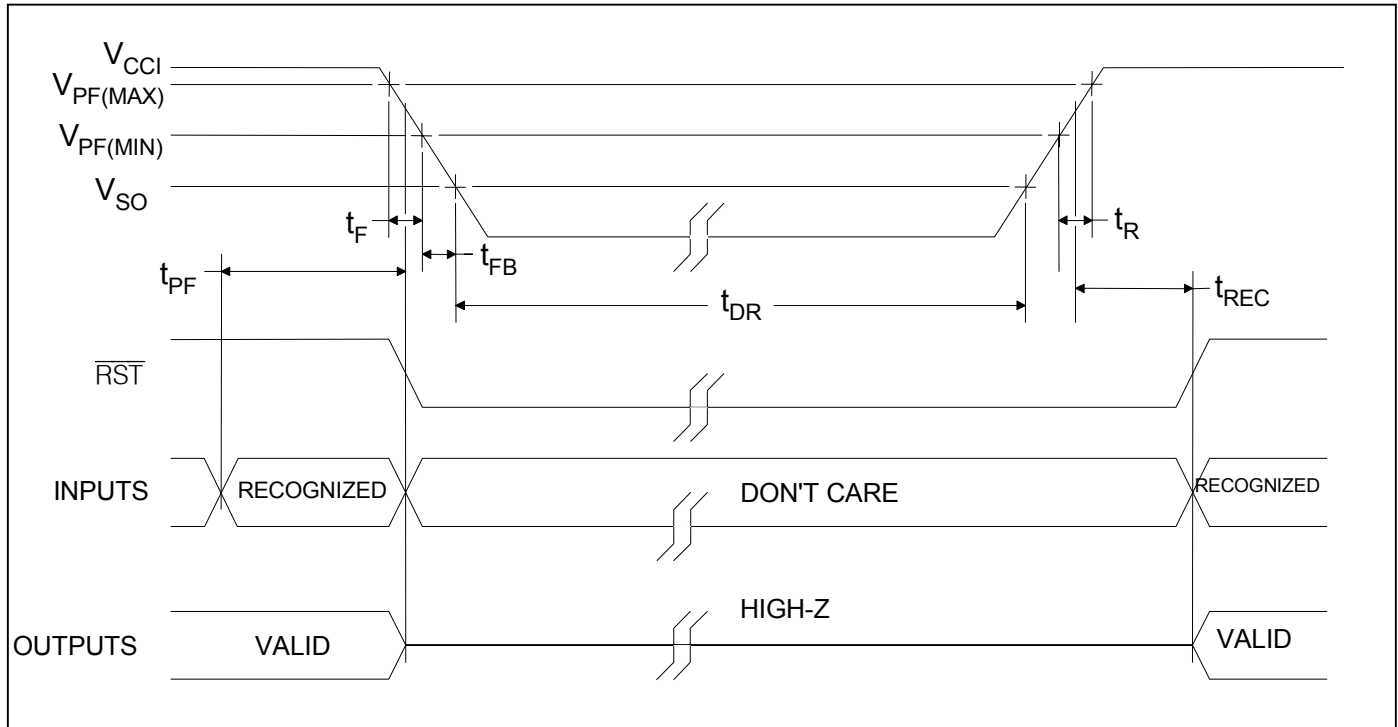 VCCI
VPF(MAX)
VPF(MIN)
VSO
tF
tR
tFB
tPF
tDR
tREC
RST
INPUTS
RECOGNIZED
DON'T CARE
RECOGNIZED
HIGH-Z
OUTPUTS
VALID
VALID